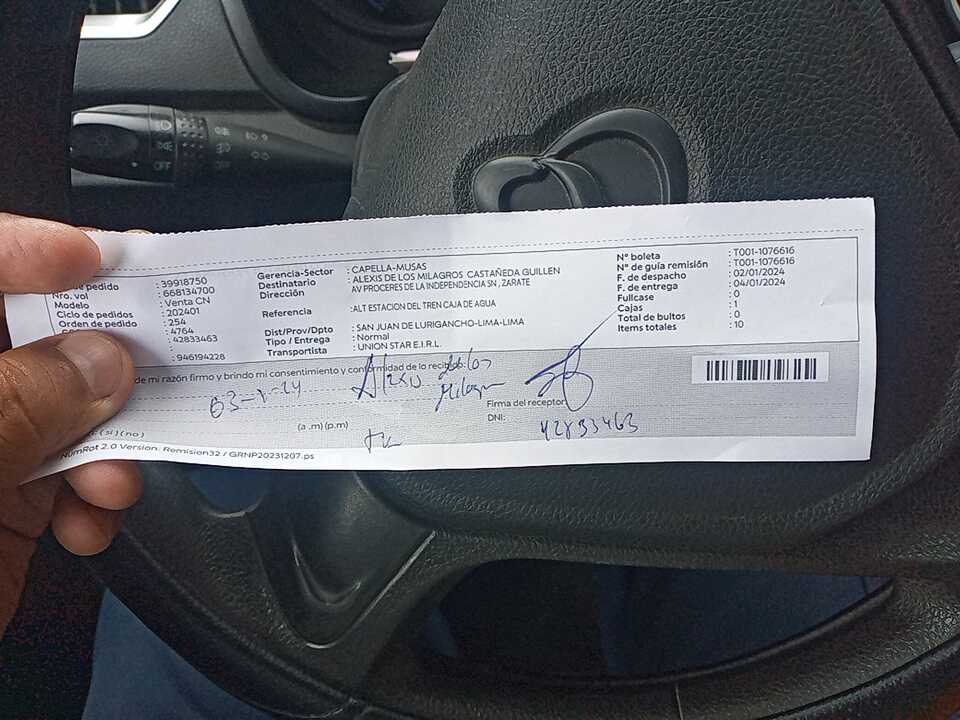 de pedido : 39918750
Nro. vol : 668134700
Modelo : Venta CN
Ciclo de pedidos : 202401
Orden de pedido : 254
: 4764
: 42833463
: 946194228
Gerencia-Sector : CAPELLA-MUSAS
Destinatario : ALEXIS DE LOS MILAGROS CASTAÑEDA GUILLEN
Dirección AV PROCERES DE LA INDEPENDENCIA SN , ZARATE
Referencia : ALT ESTACION DEL TREN CAJA DE AGUA
Dist/Prov/Dpto : SAN JUAN DE LURIGANCHO-LIMA-LIMA
Tipo / Entrega : Normal
Transportista : UNION STAR E.I.R.L.
N° boleta : T001-1076616
N° de guía remisión : T001-1076616
F. de despacho : 02/01/2024
F. de entrega : 04/01/2024
Fullcase : 0
Cajas : 1
Total de bultos : 0
Items totales : 10
de mi razón firmo y brindo mi consentimiento y conformidad de lo recibido:
03-1-24
Milagros
Firma del receptor
(a .m) (p.m)
DNI: 42833463
( si ) ( no )
NumRot 2.0 Version: Remision32 / GRNP20231207.ps
OFF